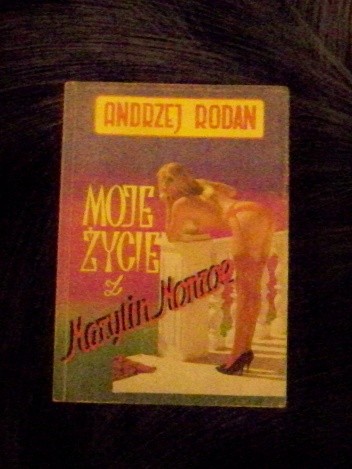 ANDRZEJ RODAN
MOJE
ŻYCIE
z
Marylin Monroe